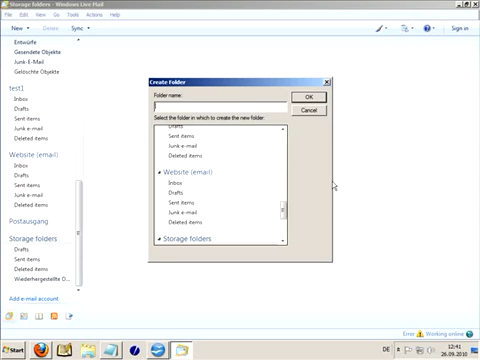 Storage folders - Windows Live Mail
File Edit View Go Tools Actions Help
New Sync Sign in
Entwürfe
Gesendete Objekte
Junk-E-Mail
Gelöschte Objekte
test1
Inbox
Drafts
Sent items
Junk e-mail
Deleted items
Website (email)
Inbox
Drafts
Sent items
Junk e-mail
Deleted items
Postausgang
Storage folders
Drafts
Sent items
Deleted items
Wiederhergestellte O...
Add e-mail account
Create Folder
Folder name:
OK
Cancel
Select the folder in which to create the new folder:
Drafts
Sent items
Junk e-mail
Deleted items
Website (email)
Inbox
Drafts
Sent items
Junk e-mail
Deleted items
Storage folders
Error Working online
Start
DE
12:41
26.09.2010